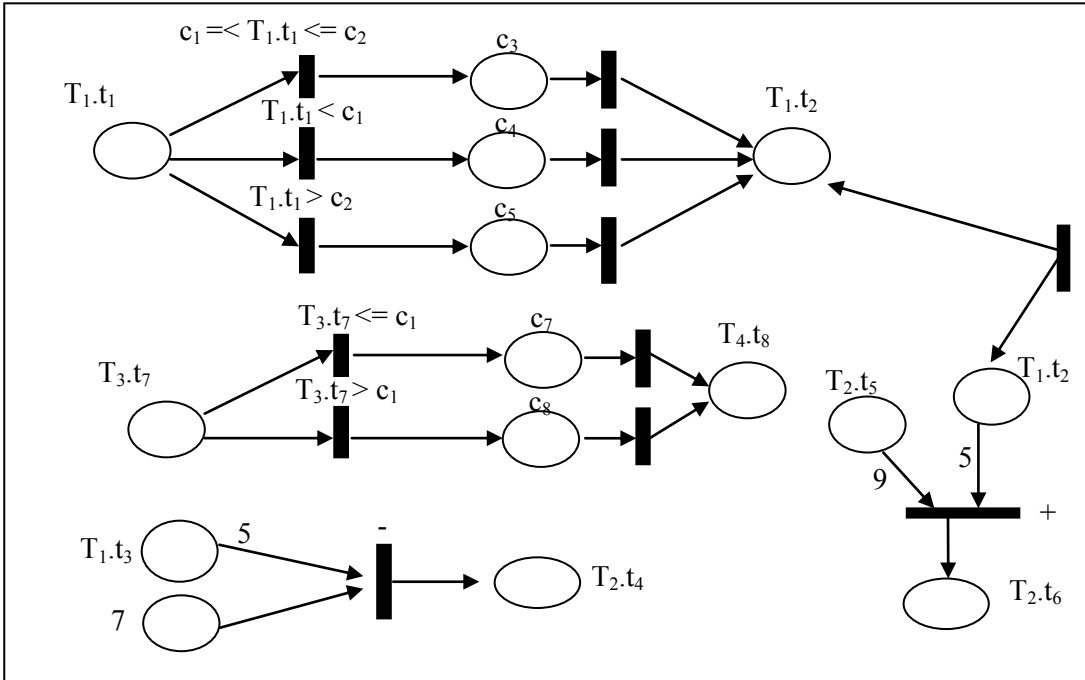 c₁ =< T₁.t₁ <= c₂
c₃
T₁.t₁
T₁.t₂
T₁.t₁ < c₁
c₄
T₁.t₁ > c₂
c₅
T₃.t₇ <= c₁
c₇
T₄.t₈
T₃.t₇
T₁.t₂
T₂.t₅
T₃.t₇ > c₁
c₈
5
9
+
-
5
T₁.t₃
T₂.t₄
T₂.t₆
7